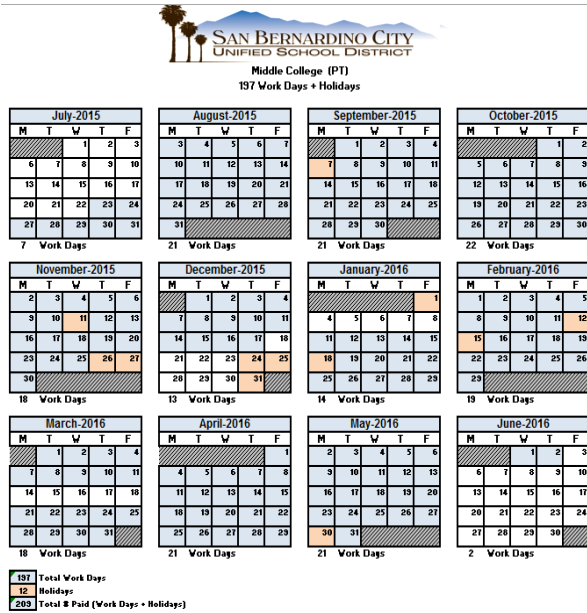 SAN BERNARDINO CITY
UNIFIED SCHOOL DISTRICT
Middle College (PT)
197 Work Days + Holidays
July-2015
M T W T F
1 2 3
6 7 8 9 10
13 14 15 16 17
20 21 22 23 24
27 28 29 30 31
7 Work Days
August-2015
M T W T F
3 4 5 6 7
10 11 12 13 14
17 18 19 20 21
24 25 26 27 28
31
21 Work Days
September-2015
M T W T F
1 2 3 4
7 8 9 10 11
14 15 16 17 18
21 22 23 24 25
28 29 30
21 Work Days
October-2015
M T W T F
1 2
5 6 7 8 9
12 13 14 15 16
19 20 21 22 23
26 27 28 29 30
22 Work Days
November-2015
M T W T F
2 3 4 5 6
9 10 11 12 13
16 17 18 19 20
23 24 25 26 27
30
18 Work Days
December-2015
M T W T F
1 2 3 4
7 8 9 10 11
14 15 16 17 18
21 22 23 24 25
28 29 30 31
13 Work Days
January-2016
M T W T F
1
4 5 6 7 8
11 12 13 14 15
18 19 20 21 22
25 26 27 28 29
14 Work Days
February-2016
M T W T F
1 2 3 4 5
8 9 10 11 12
15 16 17 18 19
22 23 24 25 26
29
19 Work Days
March-2016
M T W T F
1 2 3 4
7 8 9 10 11
14 15 16 17 18
21 22 23 24 25
28 29 30 31
18 Work Days
April-2016
M T W T F
1
4 5 6 7 8
11 12 13 14 15
18 19 20 21 22
25 26 27 28 29
21 Work Days
May-2016
M T W T F
2 3 4 5 6
9 10 11 12 13
16 17 18 19 20
23 24 25 26 27
30 31
21 Work Days
June-2016
M T W T F
1 2 3
6 7 8 9 10
13 14 15 16 17
20 21 22 23 24
27 28 29 30
2 Work Days
197 Total Work Days
12 Holidays
209 Total # Paid (Work Days + Holidays)